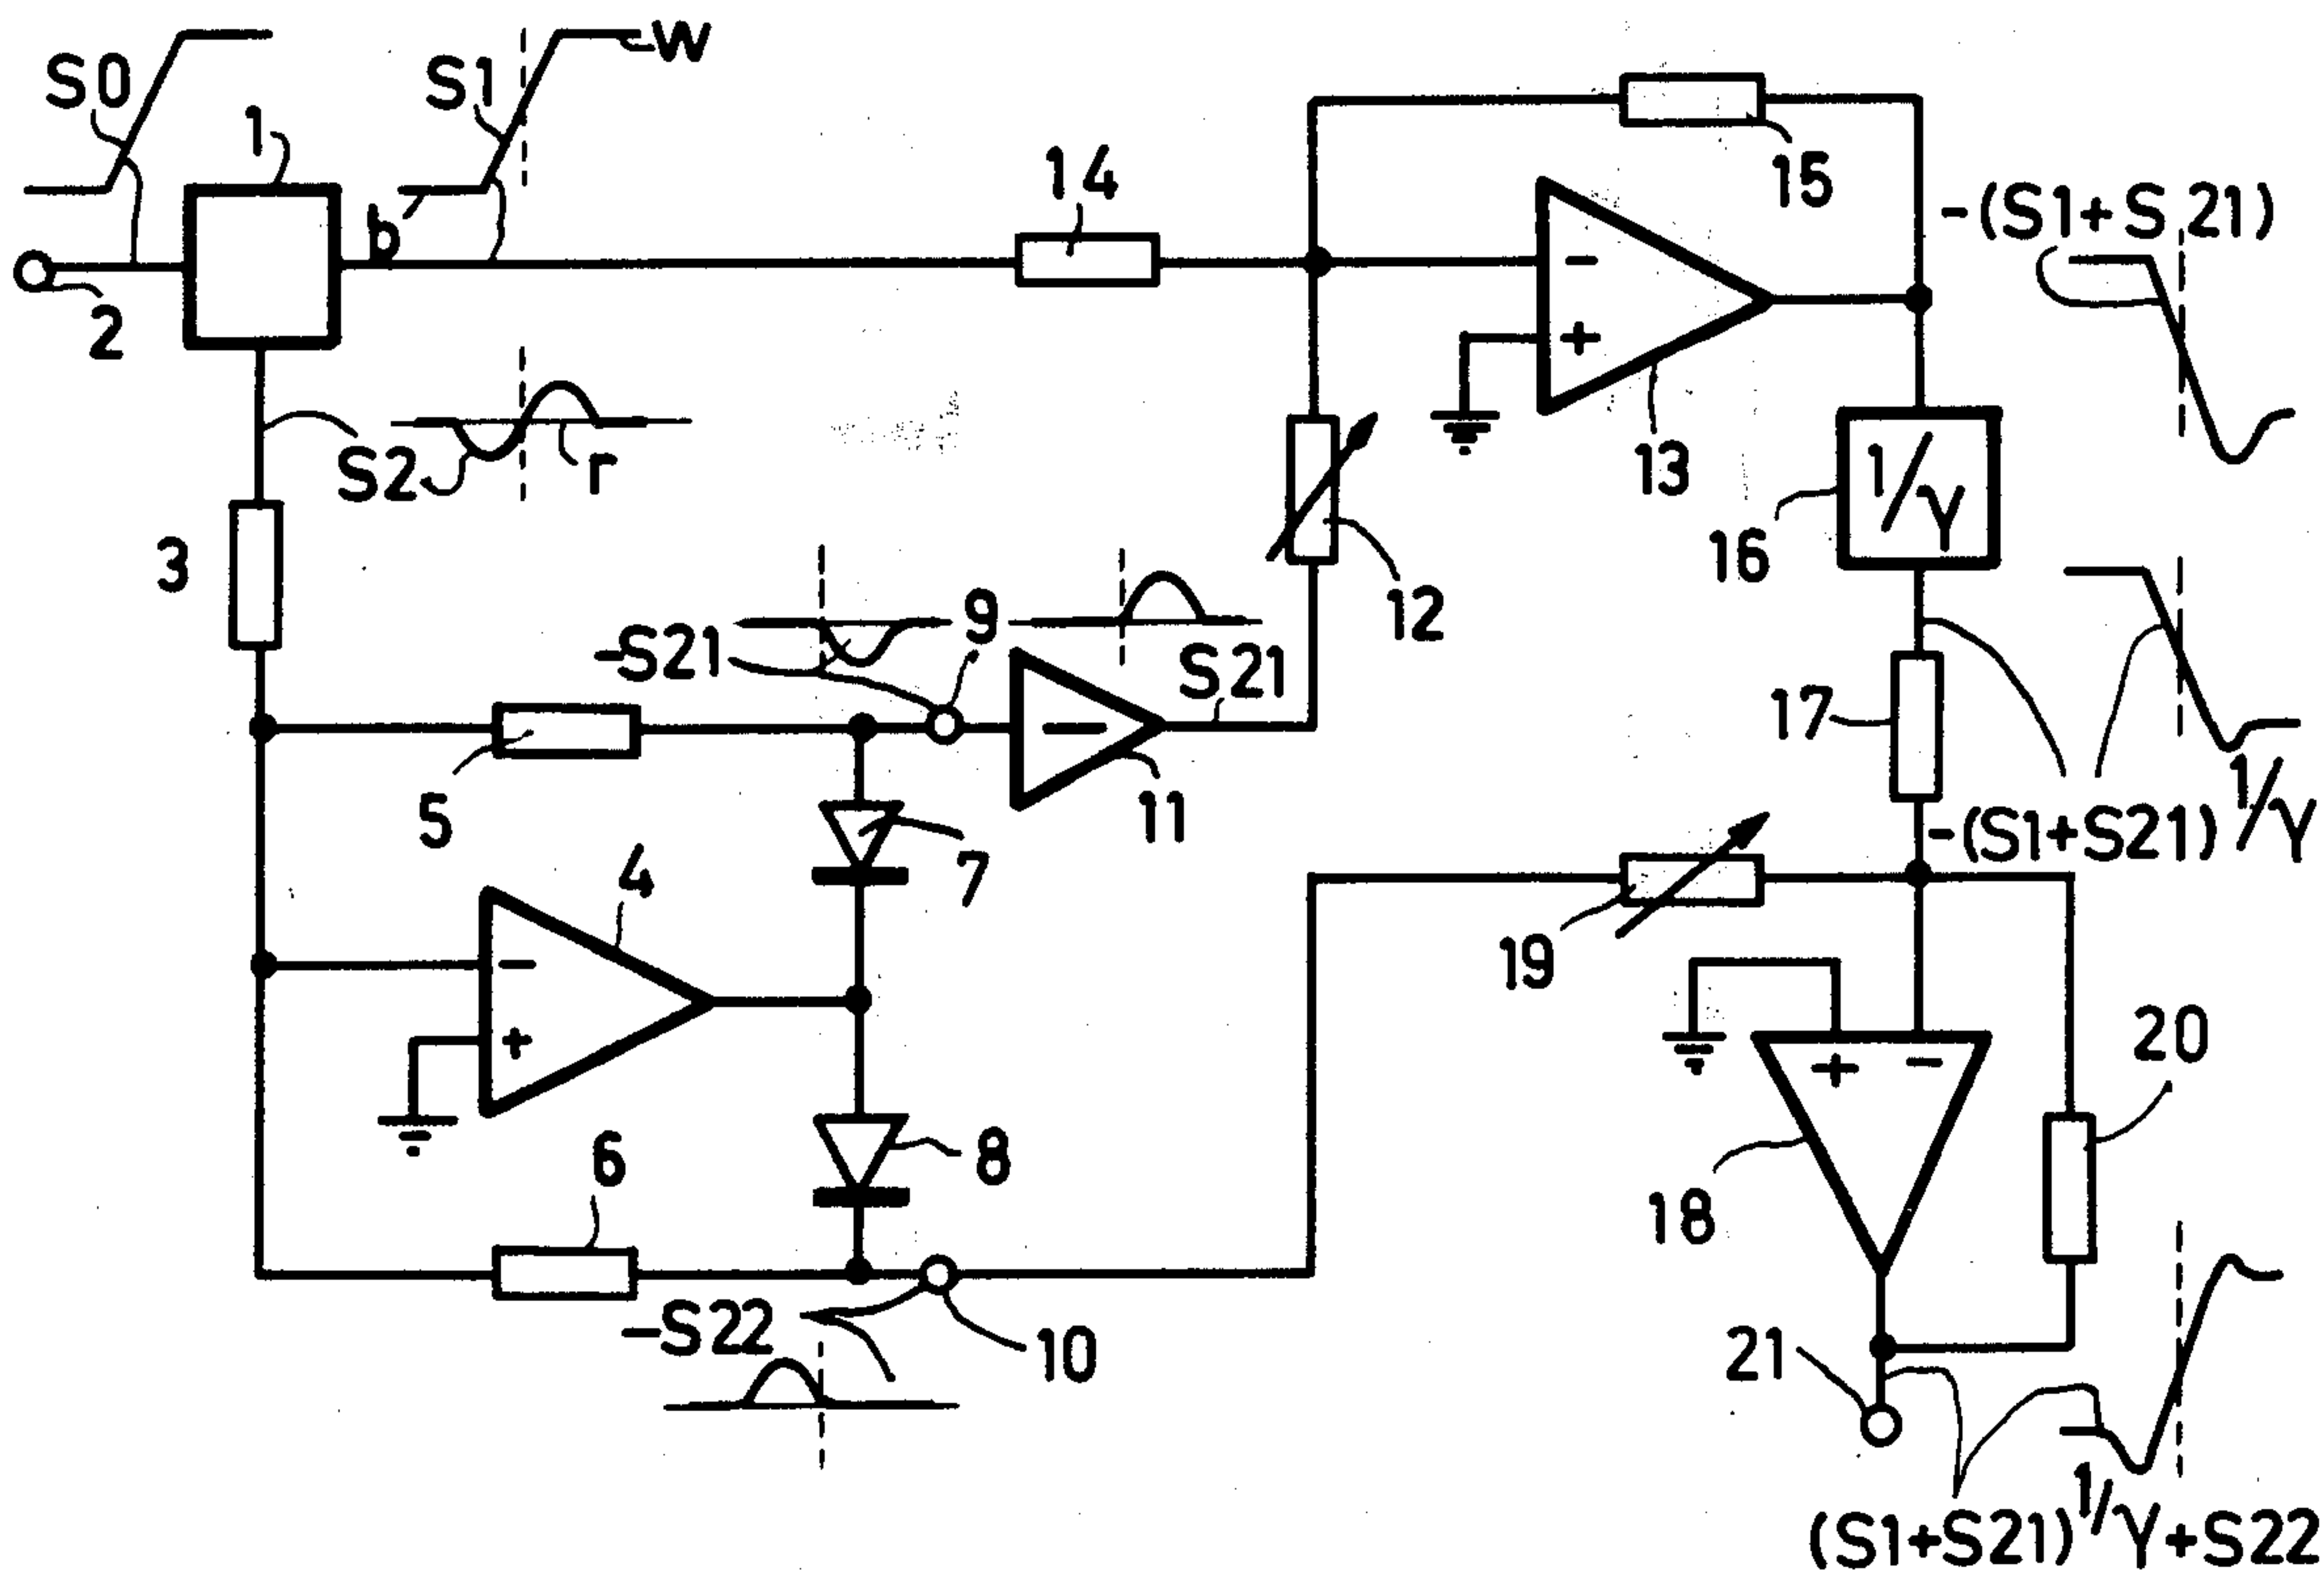 S0
S1
W
1
b
2
14
15
-(S1+S 21)
-
+
13
S2
r
3
1/γ
16
12
-S21
9
S21
-
17
5
11
7
-(S1+S21) 1/γ
4
-
+
19
20
+ -
6
8
18
-S22
10
21
(S1+S21) 1/γ+S22